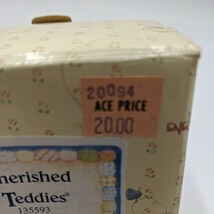 20094
ACE PRICE
20.00
herished
Teddies®
135593